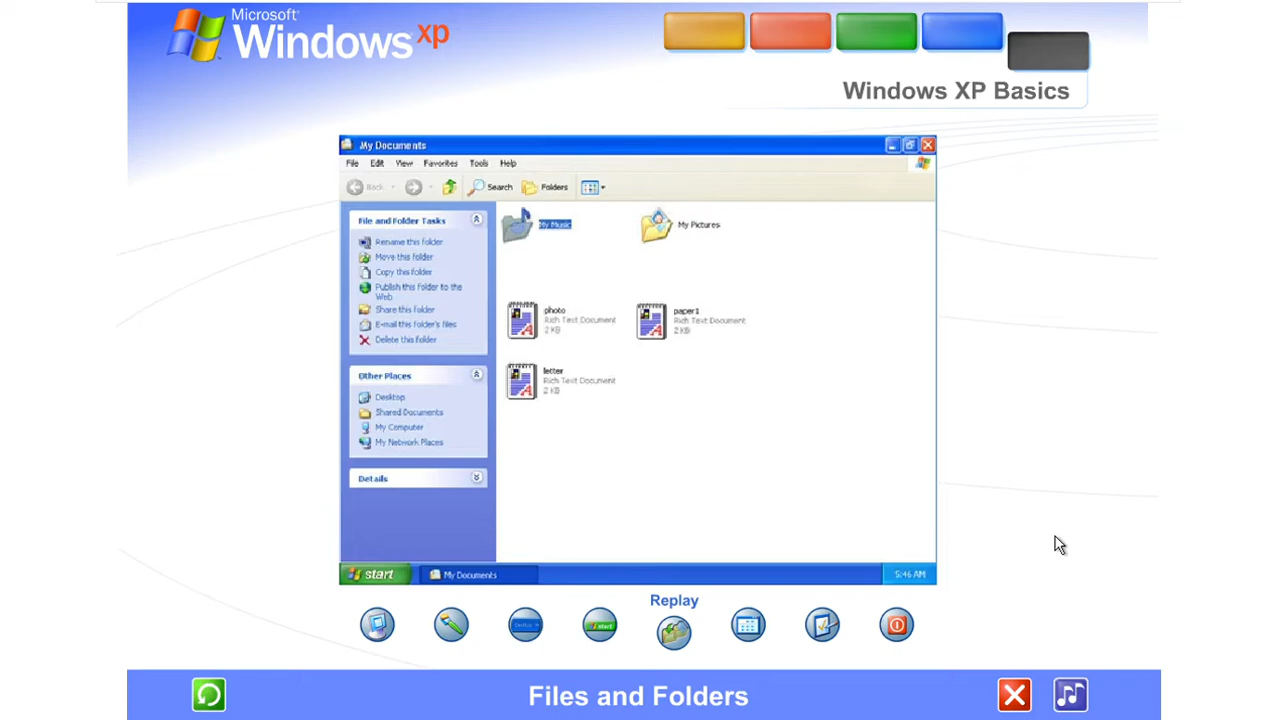 Microsoft®
Windows xp
Windows XP Basics
My Documents
File Edit View Favorites Tools Help
Back Search Folders
File and Folder Tasks
Rename this folder
Move this folder
Copy this folder
Publish this folder to the
Web
Share this folder
E-mail this folder's files
Delete this folder
Other Places
Desktop
Shared Documents
My Computer
My Network Places
Details
My Music
My Pictures
photo
Rich Text Document
2 KB
paper1
Rich Text Document
2 KB
letter
Rich Text Document
2 KB
start
My Documents
5:46 AM
Replay
start
Files and Folders